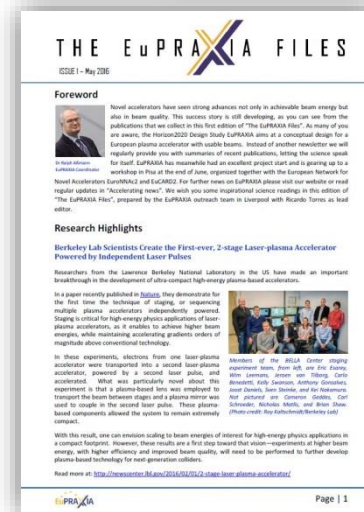 THE EuPRAXIA FILES
ISSUE I – May 2016
Foreword
Novel accelerators have seen strong advances not only in achievable beam energy but
also in beam quality. This success story is still developing, as you can see from the
publications that we collect in this first edition of "The EuPRAXIA Files". As many of you
are aware, the Horizon2020 Design Study EuPRAXIA aims at a conceptual design for a
European plasma accelerator with usable beams. Instead of another newsletter we will
regularly provide you with summaries of recent publications, letting the science speak
for itself. EuPRAXIA has meanwhile had an excellent project start and is gearing up to a
workshop in Pisa at the end of June, organized together with the European Network for
Dr Ralph Aßmann
EuPRAXIA Coordinator
Novel Accelerators EuroNNAc2 and EuCARD2. For further news on EuPRAXIA please visit our website or read
regular updates in "Accelerating news". We wish you some inspirational science readings in this edition of
"The EuPRAXIA Files", prepared by the EuPRAXIA outreach team in Liverpool with Ricardo Torres as lead
editor.
Research Highlights
Berkeley Lab Scientists Create the First-ever, 2-stage Laser-plasma Accelerator
Powered by Independent Laser Pulses
Researchers from the Lawrence Berkeley National Laboratory in the US have made an important
breakthrough in the development of ultra-compact high-energy plasma-based accelerators.
In a paper recently published in Nature, they demonstrate for
the first time the technique of staging, or sequencing
multiple plasma accelerators independently powered.
Staging is critical for high-energy physics applications of laser-
plasma accelerators, as it enables to achieve higher beam
energies, while maintaining accelerating gradients orders of
magnitude above conventional technology.
In these experiments, electrons from one laser-plasma
accelerator were transported into a second laser-plasma
accelerator, powered by a second laser pulse, and
accelerated. What was particularly novel about this
experiment is that a plasma-based lens was employed to
transport the beam between stages and a plasma mirror was
used to couple in the second laser pulse. These plasma-
based components allowed the system to remain extremely
compact.
Members of the BELLA Center staging
experiment team, from left, are Eric Esarey,
Wim Leemans, Jeroen van Tilborg, Carlo
Benedetti, Kelly Swanson, Anthony Gonsalves,
Joost Daniels, Sven Steinke, and Kei Nakamura.
Not pictured are Cameron Geddes, Carl
Schroeder, Nicholas Matlis, and Brian Shaw.
(Photo credit: Roy Kaltschmidt/Berkeley Lab)
With this result, one can envision scaling to beam energies of interest for high-energy physics applications in
a compact footprint. However, these results are a first step toward that vision—experiments at higher beam
energy, with higher efficiency and improved beam quality, will need to be performed to further develop
plasma-based technology for next-generation colliders.
Read more at: http://newscenter.lbl.gov/2016/02/01/2-stage-laser-plasma-accelerator/
EuPRAXIA
Page | 1